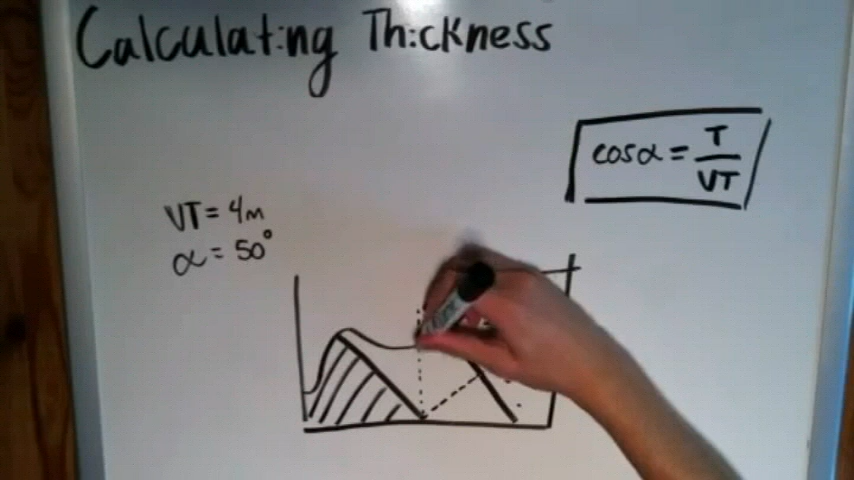 Calculating Thickness
cosα = T/VT
VT = 4m
α = 50°